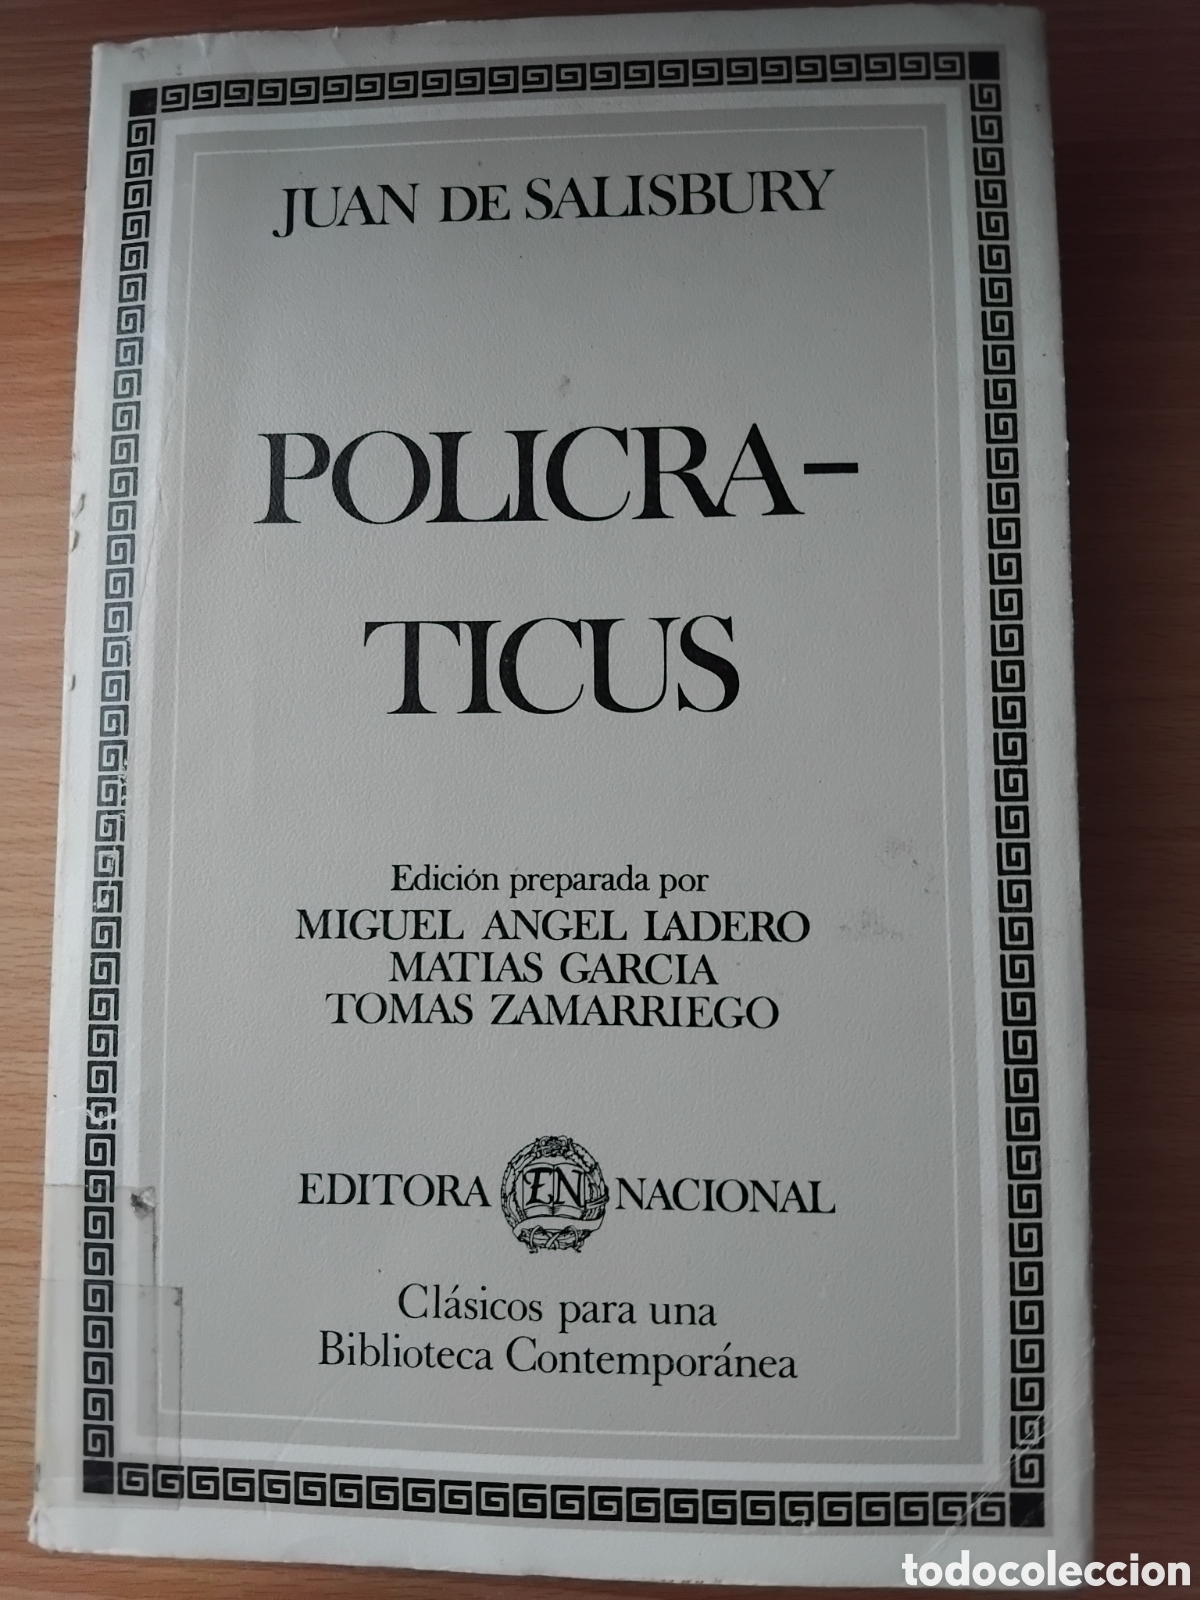 JUAN DE SALISBURY
POLICRA-
TICUS
Edición preparada por
MIGUEL ANGEL LADERO
MATIAS GARCIA
TOMAS ZAMARRIEGO
EDITORA EN NACIONAL
Clásicos para una
Biblioteca Contemporánea
todocoleccion